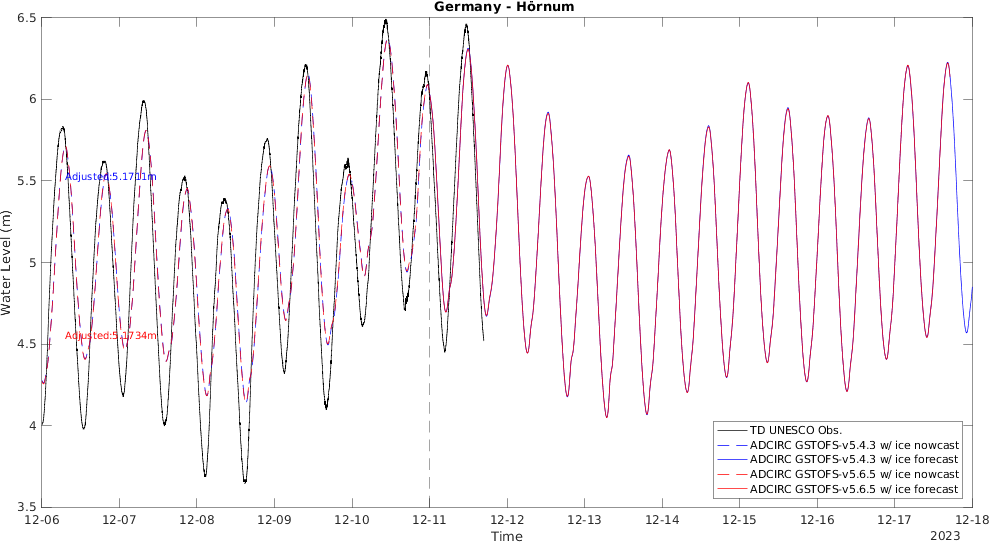 Germany - Hörnum
6.5
6
5.5
5
4.5
4
3.5
Water Level (m)
Adjusted:5.1711m
Adjusted:5.1734m
TD UNESCO Obs.
ADCIRC GSTOFS-v5.4.3 w/ ice nowcast
ADCIRC GSTOFS-v5.4.3 w/ ice forecast
ADCIRC GSTOFS-v5.6.5 w/ ice nowcast
ADCIRC GSTOFS-v5.6.5 w/ ice forecast
12-06 12-07 12-08 12-09 12-10 12-11 12-12 12-13 12-14 12-15 12-16 12-17 12-18
Time
2023